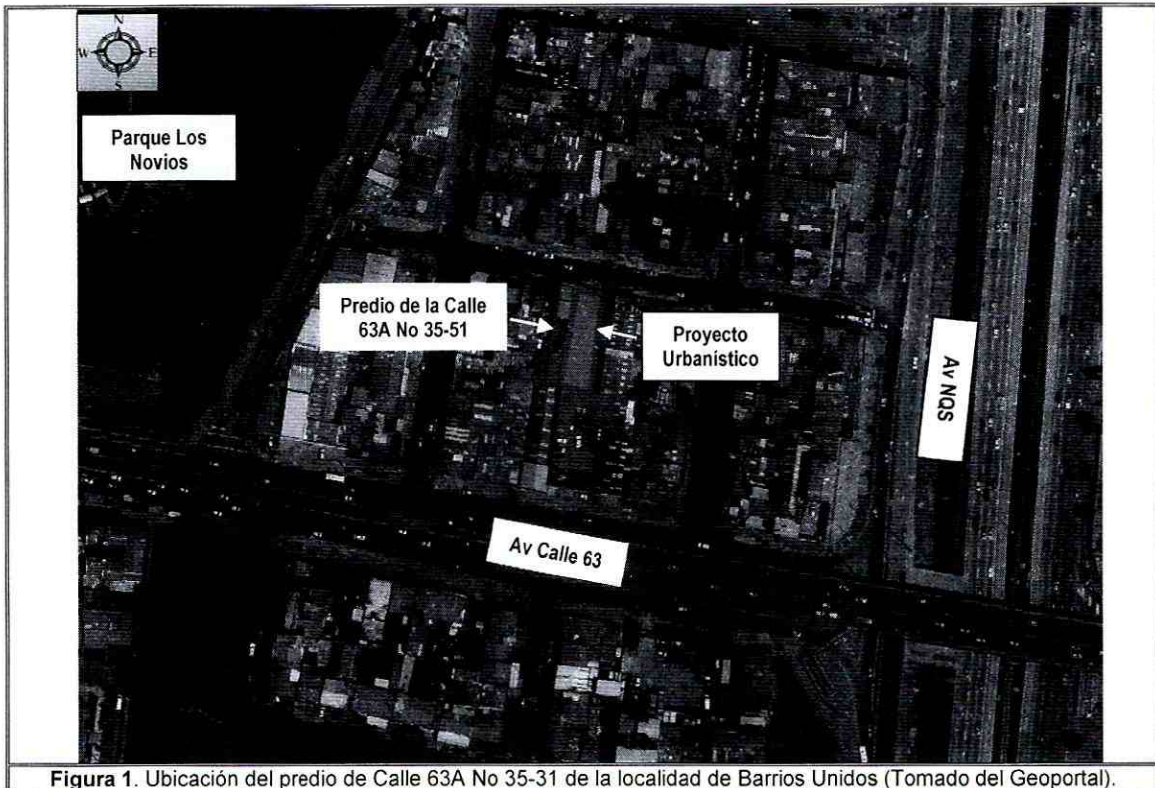 N
W E
S
Parque Los
Novios
Predio de la Calle
63A No 35-51
Proyecto
Urbanístico
Av NQS
Av Calle 63
Figura 1. Ubicación del predio de Calle 63A No 35-31 de la localidad de Barrios Unidos (Tomado del Geoportal).